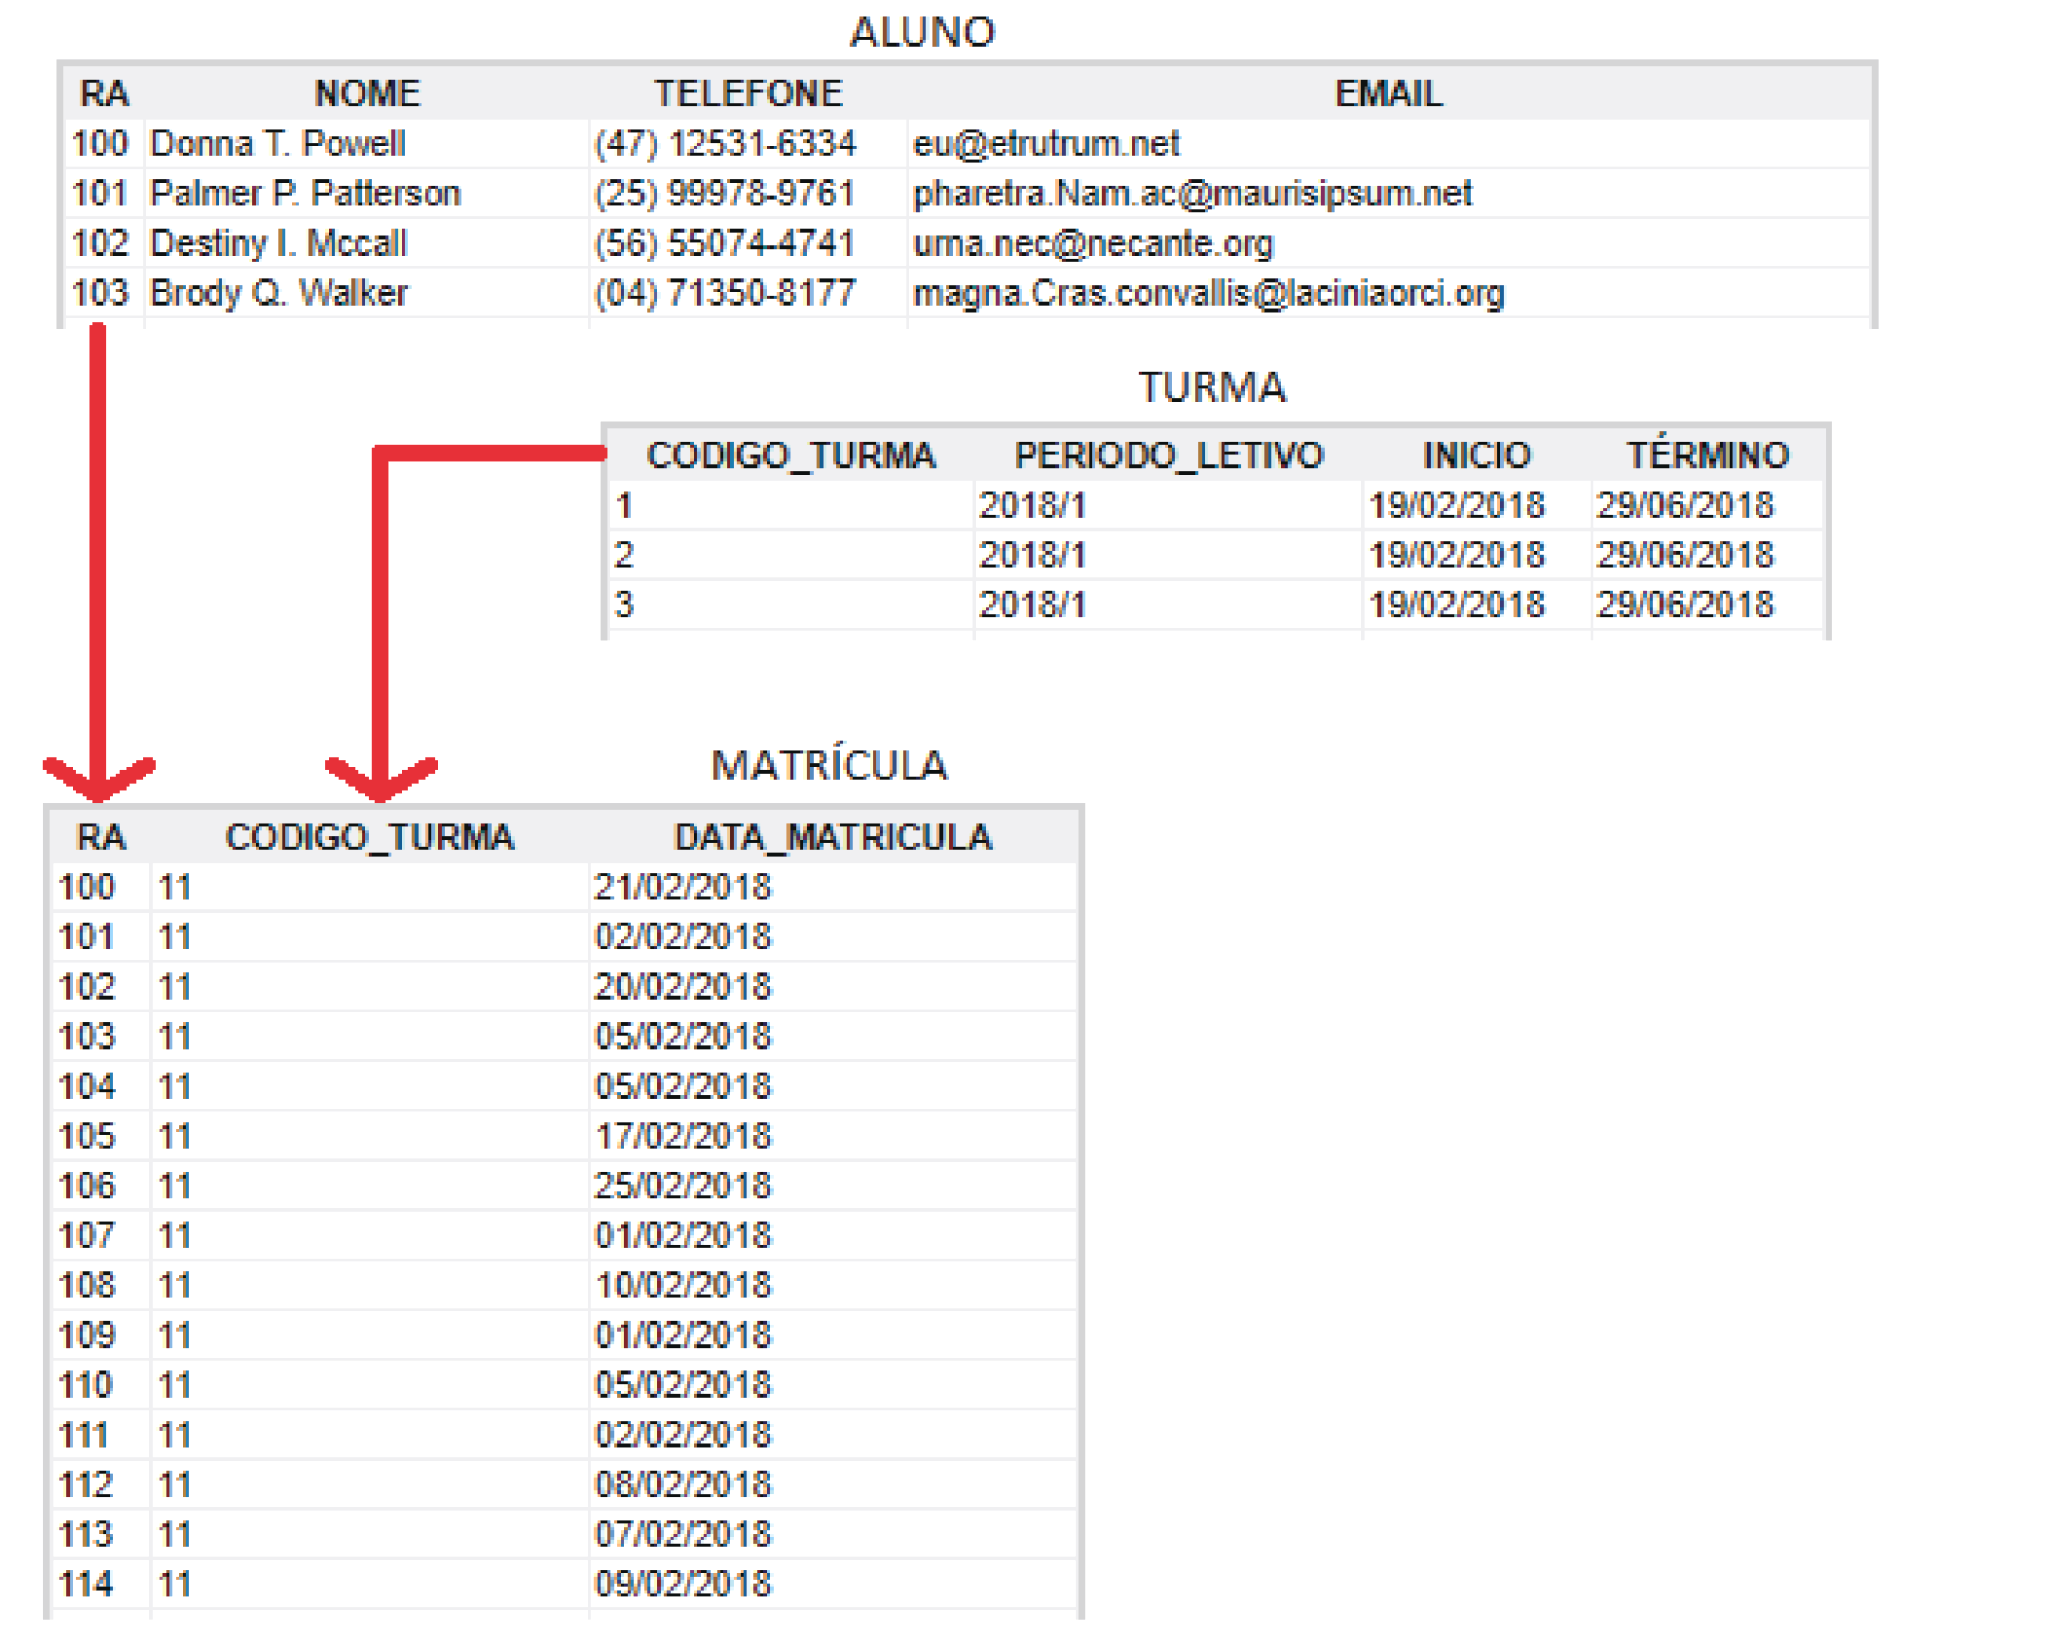 ALUNO
RA NOME TELEFONE EMAIL
100 Donna T. Powell (47) 12531-6334 eu@etrutrum.net
101 Palmer P. Patterson (25) 99978-9761 pharetra.Nam.ac@maurisipsum.net
102 Destiny I. Mccall (56) 55074-4741 urna.nec@necante.org
103 Brody Q. Walker (04) 71350-8177 magna.Cras.convallis@laciniaorci.org
TURMA
CODIGO_TURMA PERIODO_LETIVO INICIO TÉRMINO
1 2018/1 19/02/2018 29/06/2018
2 2018/1 19/02/2018 29/06/2018
3 2018/1 19/02/2018 29/06/2018
MATRÍCULA
RA CODIGO_TURMA DATA_MATRICULA
100 11 21/02/2018
101 11 02/02/2018
102 11 20/02/2018
103 11 05/02/2018
104 11 05/02/2018
105 11 17/02/2018
106 11 25/02/2018
107 11 01/02/2018
108 11 10/02/2018
109 11 01/02/2018
110 11 05/02/2018
111 11 02/02/2018
112 11 08/02/2018
113 11 07/02/2018
114 11 09/02/2018